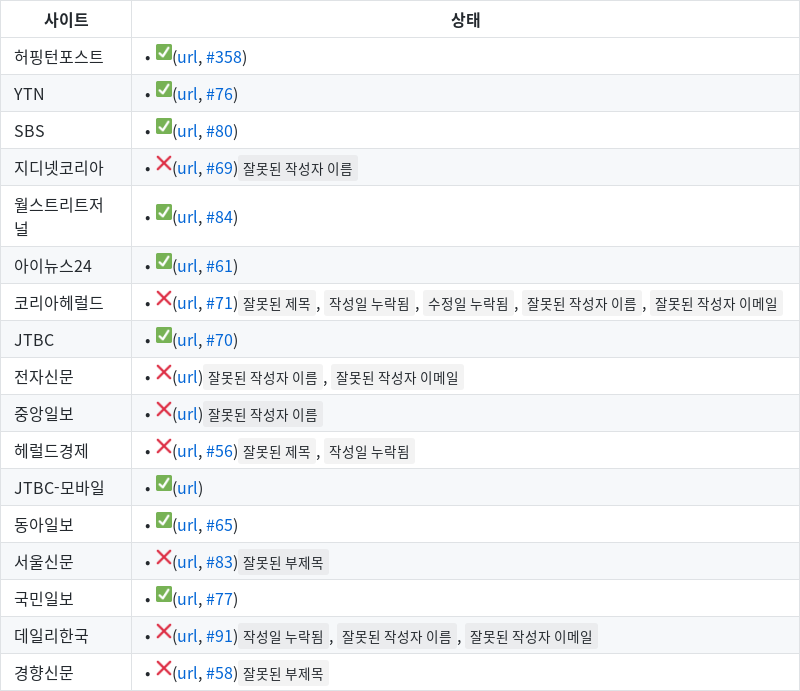 사이트 상태
허핑턴포스트 • ✅(url, #358)
YTN • ✅(url, #76)
SBS • ✅(url, #80)
지디넷코리아 • ❌(url, #69) 잘못된 작성자 이름
월스트리트저
널 • ✅(url, #84)
아이뉴스24 • ✅(url, #61)
코리아헤럴드 • ❌(url, #71) 잘못된 제목 , 작성일 누락됨 , 수정일 누락됨 , 잘못된 작성자 이름 , 잘못된 작성자 이메일
JTBC • ✅(url, #70)
전자신문 • ❌(url) 잘못된 작성자 이름 , 잘못된 작성자 이메일
중앙일보 • ❌(url) 잘못된 작성자 이름
헤럴드경제 • ❌(url, #56) 잘못된 제목 , 작성일 누락됨
JTBC-모바일 • ✅(url)
동아일보 • ✅(url, #65)
서울신문 • ❌(url, #83) 잘못된 부제목
국민일보 • ✅(url, #77)
데일리한국 • ❌(url, #91) 작성일 누락됨 , 잘못된 작성자 이름 , 잘못된 작성자 이메일
경향신문 • ❌(url, #58) 잘못된 부제목